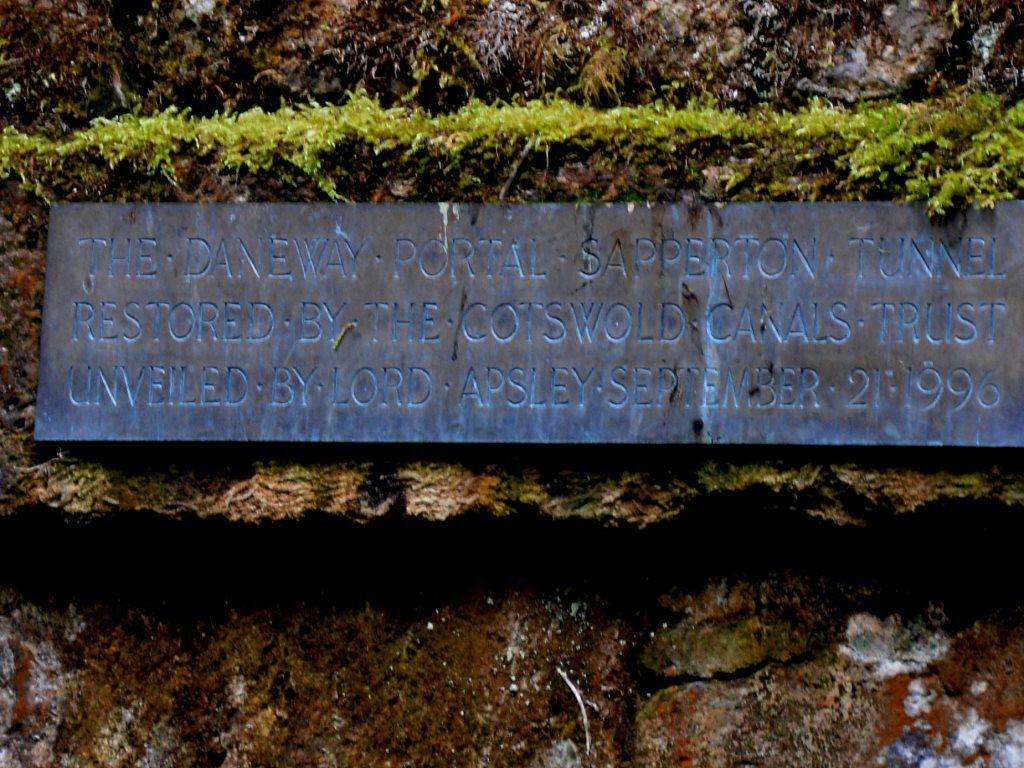 THE · DANEWAY · PORTAL · SAPPERTON · TUNNEL
RESTORED · BY · THE · COTSWOLD · CANALS · TRUST
UNVEILED · BY · LORD · APSLEY · SEPTEMBER · 21 · 1996